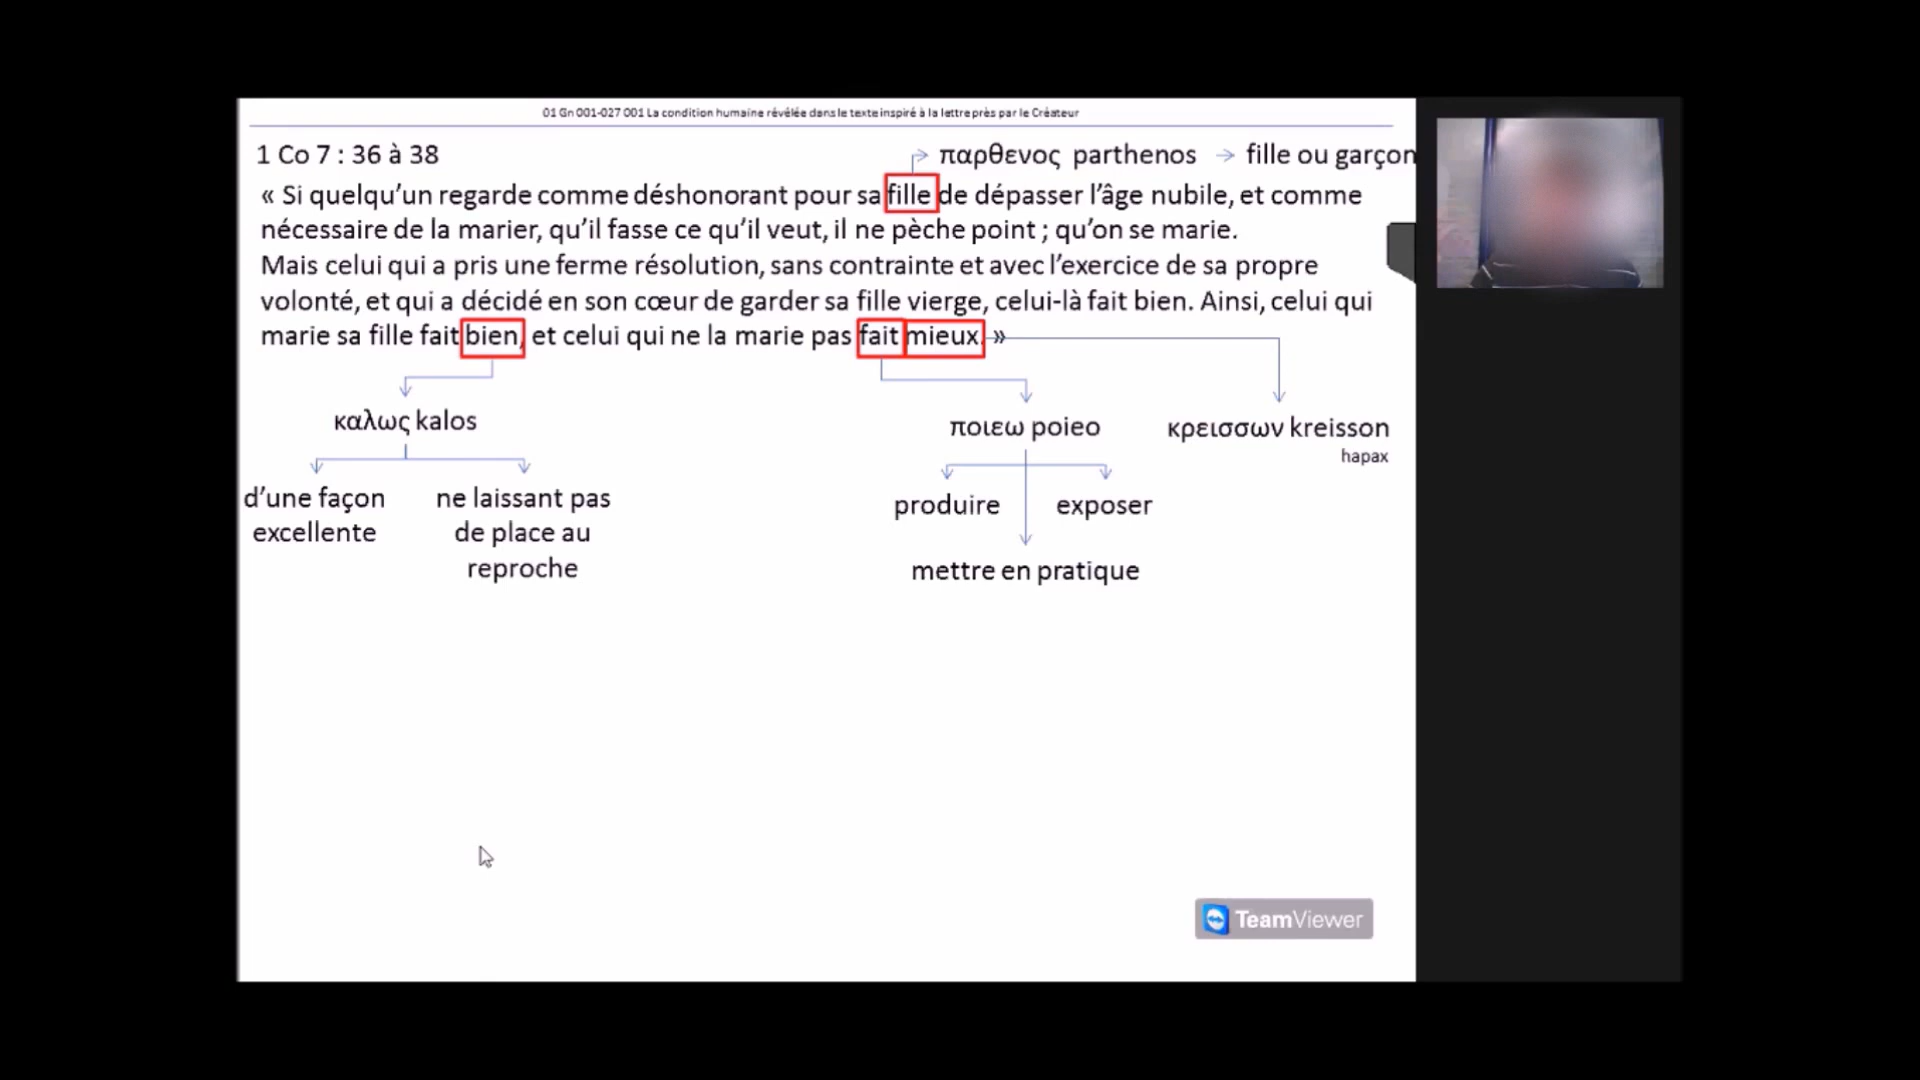 01 Gn 001-027 001 La condition humaine révélée dans le texte inspiré à la lettre près par le Créateur
1 Co 7 : 36 à 38
παρθενος parthenos
fille ou garçon
« Si quelqu’un regarde comme déshonorant pour sa fille de dépasser l’âge nubile, et comme
nécessaire de la marier, qu’il fasse ce qu’il veut, il ne pèche point ; qu’on se marie.
Mais celui qui a pris une ferme résolution, sans contrainte et avec l’exercice de sa propre
volonté, et qui a décidé en son cœur de garder sa fille vierge, celui-là fait bien. Ainsi, celui qui
marie sa fille fait bien, et celui qui ne la marie pas fait mieux. »
καλως kalos
ποιεω poieo
κρεισσων kreisson
hapax
d’une façon
excellente
ne laissant pas
de place au
reproche
produire
exposer
mettre en pratique
TeamViewer